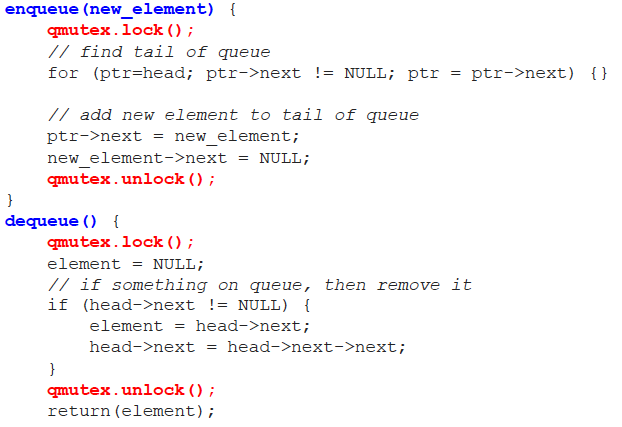 enqueue(new_element) {
qmutex.lock();
// find tail of queue
for (ptr=head; ptr->next != NULL; ptr = ptr->next) {}
// add new element to tail of queue
ptr->next = new_element;
new_element->next = NULL;
qmutex.unlock();
}
dequeue() {
qmutex.lock();
element = NULL;
// if something on queue, then remove it
if (head->next != NULL) {
element = head->next;
head->next = head->next->next;
}
qmutex.unlock();
return(element);